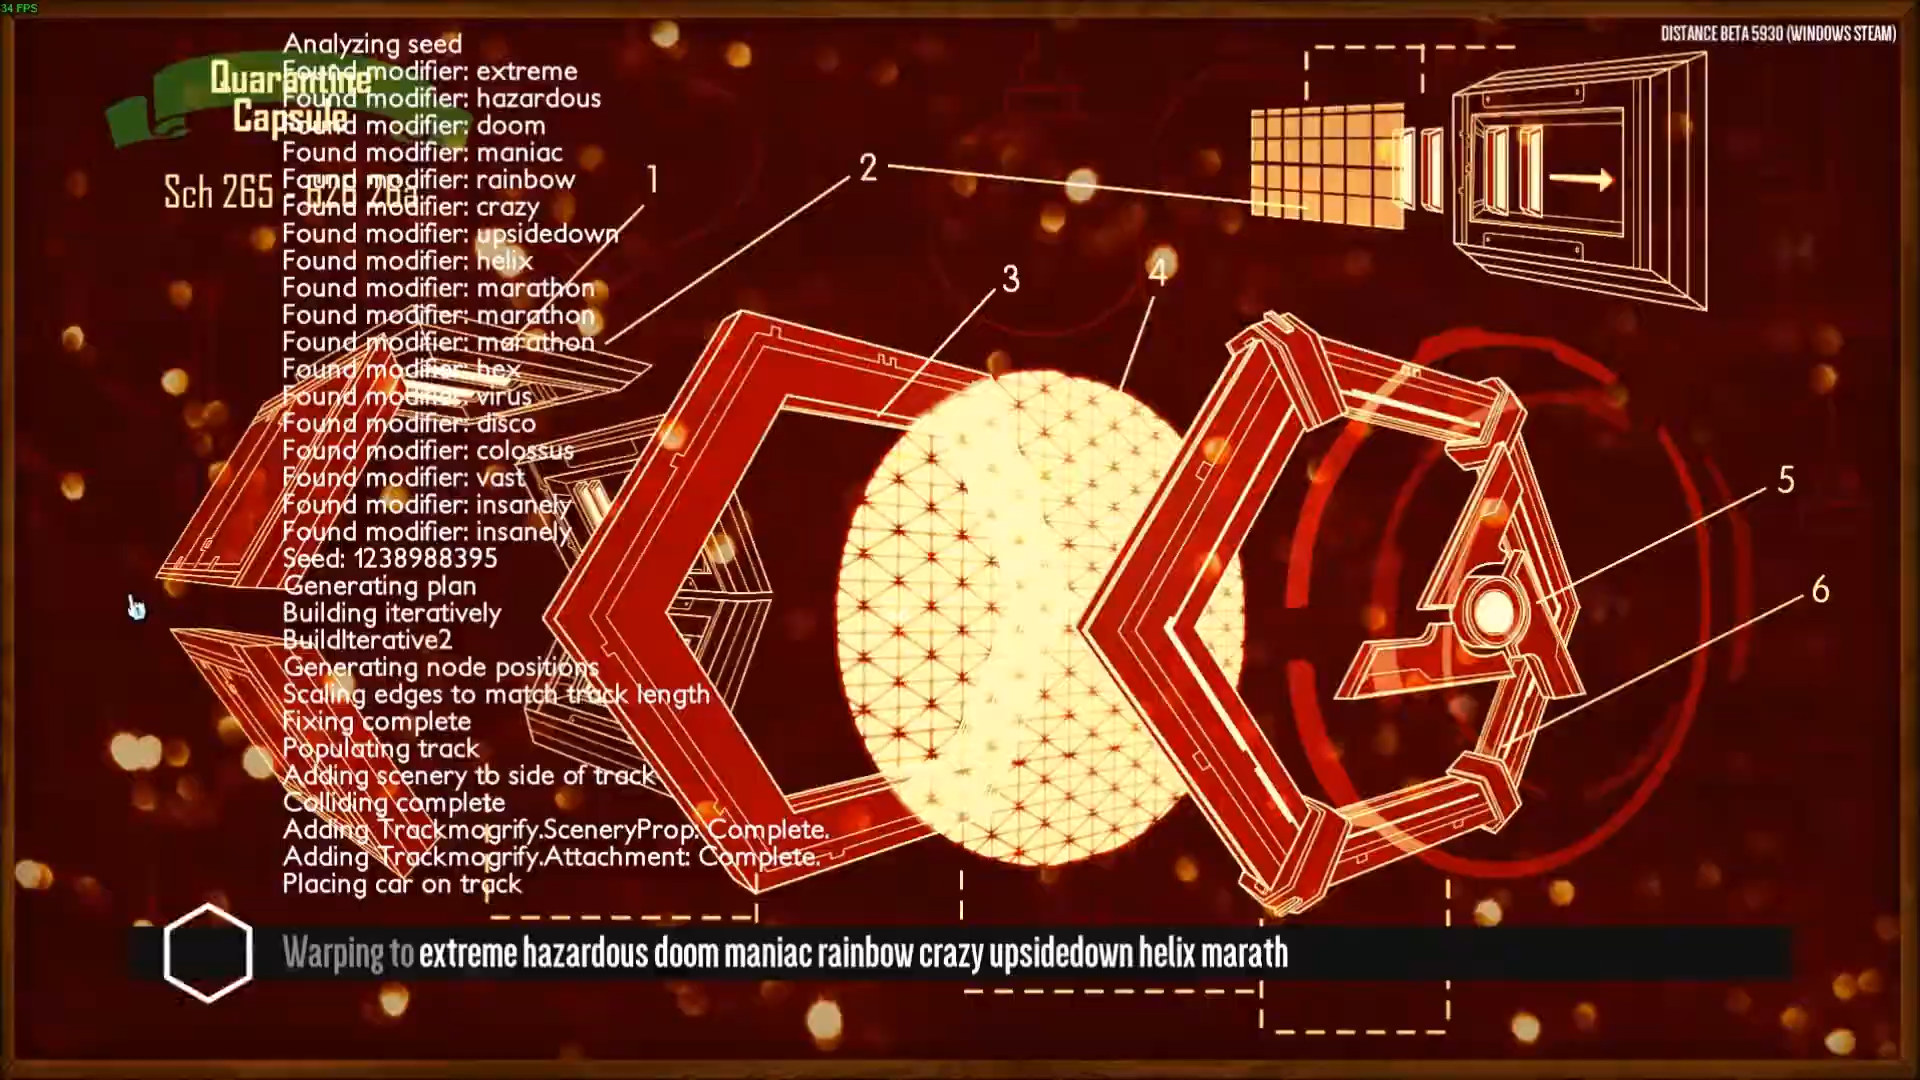 34 FPS
DISTANCE BETA 5930 (WINDOWS STEAM)
Quarantine
Capsule
Sch 265
Analyzing seed
Found modifier: extreme
Found modifier: hazardous
Found modifier: doom
Found modifier: maniac
Found modifier: rainbow
Found modifier: crazy
Found modifier: upsidedown
Found modifier: helix
Found modifier: marathon
Found modifier: marathon
Found modifier: marathon
Found modifier: hex
Found modifier: virus
Found modifier: disco
Found modifier: colossus
Found modifier: vast
Found modifier: insanely
Found modifier: insanely
Seed: 1238988395
Generating plan
Building iteratively
BuildIterative2
Generating node positions
Scaling edges to match track length
Fixing complete
Populating track
Adding scenery to side of track
Colliding complete
Adding Trackmogrify.SceneryProp: Complete.
Adding Trackmogrify.Attachment: Complete.
Placing car on track
1
2
3
4
5
6
Warping to extreme hazardous doom maniac rainbow crazy upsidedown helix marath